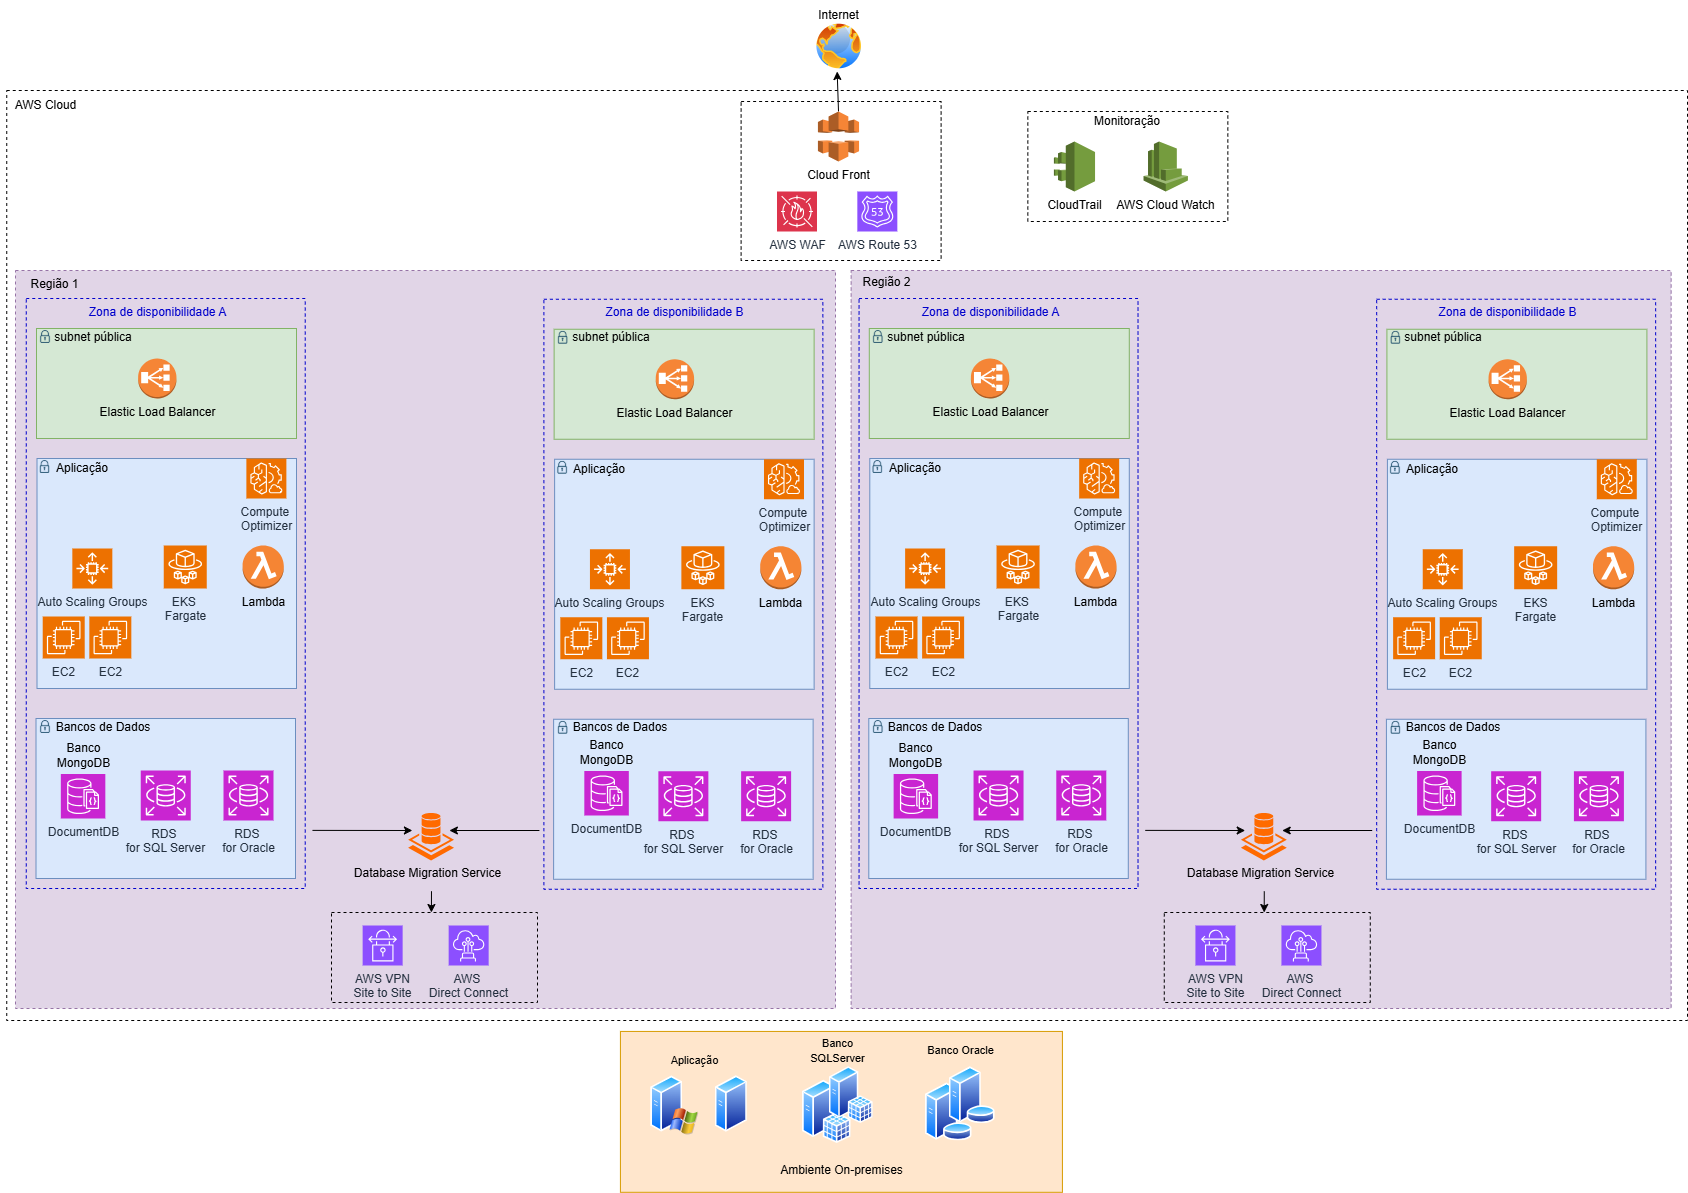 Internet
AWS Cloud
Cloud Front
AWS WAF
AWS Route 53
Monitoração
CloudTrail
AWS Cloud Watch
Região 1
Zona de disponibilidade A
subnet pública
Elastic Load Balancer
Aplicação
Compute
Optimizer
Auto Scaling Groups
EKS
Fargate
Lambda
EC2
EC2
Bancos de Dados
Banco
MongoDB
DocumentDB
RDS
for SQL Server
RDS
for Oracle
Zona de disponibilidade B
subnet pública
Elastic Load Balancer
Aplicação
Compute
Optimizer
Auto Scaling Groups
EKS
Fargate
Lambda
EC2
EC2
Bancos de Dados
Banco
MongoDB
DocumentDB
RDS
for SQL Server
RDS
for Oracle
Database Migration Service
AWS VPN
Site to Site
AWS
Direct Connect
Região 2
Zona de disponibilidade A
subnet pública
Elastic Load Balancer
Aplicação
Compute
Optimizer
Auto Scaling Groups
EKS
Fargate
Lambda
EC2
EC2
Bancos de Dados
Banco
MongoDB
DocumentDB
RDS
for SQL Server
RDS
for Oracle
Zona de disponibilidade B
subnet pública
Elastic Load Balancer
Aplicação
Compute
Optimizer
Auto Scaling Groups
EKS
Fargate
Lambda
EC2
EC2
Bancos de Dados
Banco
MongoDB
DocumentDB
RDS
for SQL Server
RDS
for Oracle
Database Migration Service
AWS VPN
Site to Site
AWS
Direct Connect
Aplicação
Banco
SQLServer
Banco Oracle
Ambiente On-premises